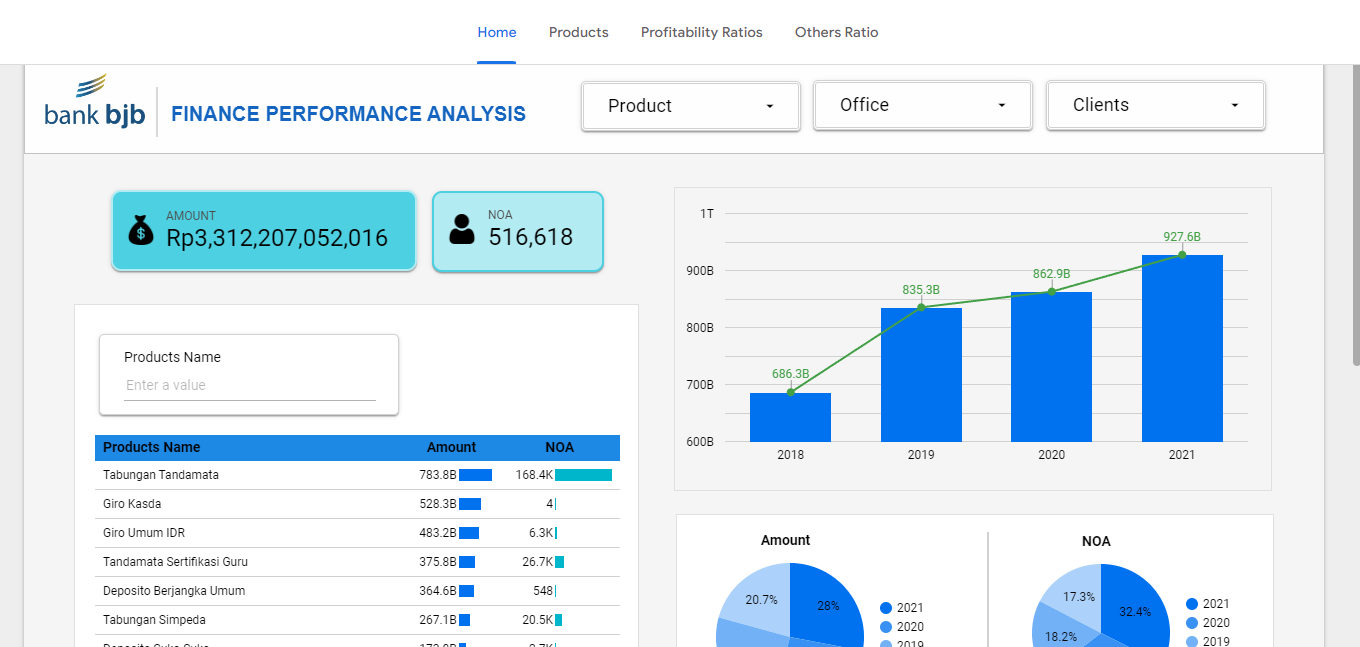 Home Products Profitability Ratios Others Ratio
bank bjb
FINANCE PERFORMANCE ANALYSIS
Product
Office
Clients
AMOUNT
Rp3,312,207,052,016
NOA
516,618
Products Name
Enter a value
Products Name Amount NOA
Tabungan Tandamata 783.8B 168.4K
Giro Kasda 528.3B 4
Giro Umum IDR 483.2B 6.3K
Tandamata Sertifikasi Guru 375.8B 26.7K
Deposito Berjangka Umum 364.6B 548
Tabungan Simpeda 267.1B 20.5K
1T
900B
800B
700B
600B
686.3B
835.3B
862.9B
927.6B
2018 2019 2020 2021
Amount
20.7%
28%
2021
2020
2019
NOA
17.3%
32.4%
18.2%
2021
2020
2019